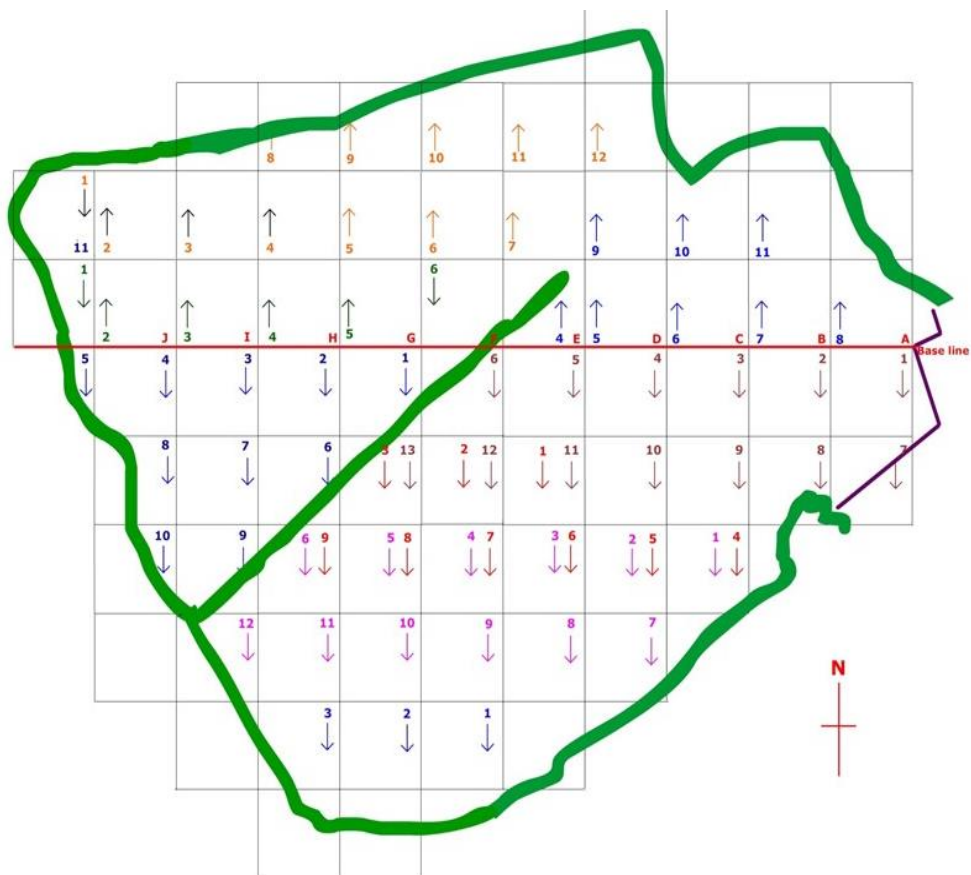 8 9 10 11 12
1
11 2 3 4 5 6 7 9 10 11
1 6
2 3 4 5 4 5 6 7 8
J I H G F E D C B A
Base line
5 4 3 2 1 6 5 4 3 2 1
8 7 6 3 13 2 12 1 11 10 9 8 7
10 9 6 9 5 8 4 7 3 6 2 5 1 4
12 11 10 9 8 7
N
3 2 1